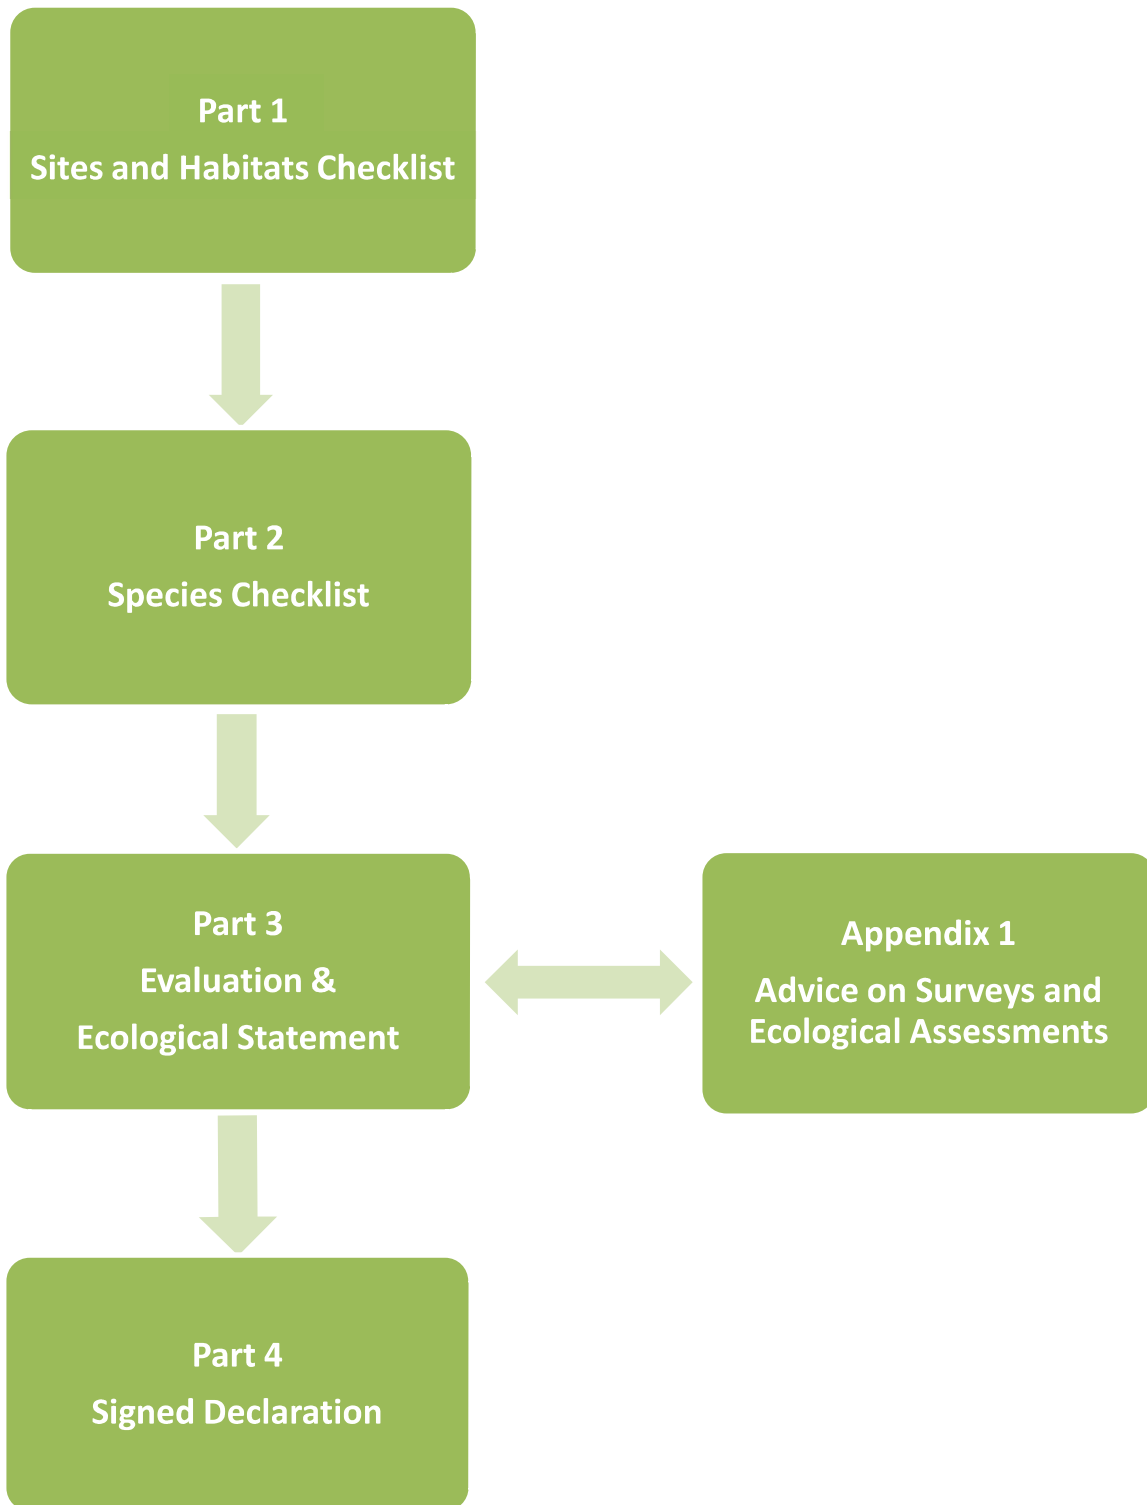 Part 1
Sites and Habitats Checklist
Part 2
Species Checklist
Part 3
Evaluation &
Ecological Statement
Appendix 1
Advice on Surveys and
Ecological Assessments
Part 4
Signed Declaration